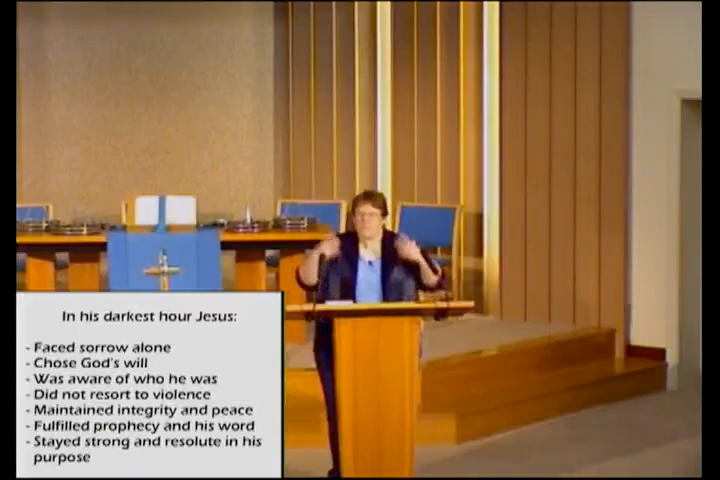 In his darkest hour Jesus:
- Faced sorrow alone
- Chose God's will
- Was aware of who he was
- Did not resort to violence
- Maintained integrity and peace
- Fulfilled prophecy and his word
- Stayed strong and resolute in his
purpose